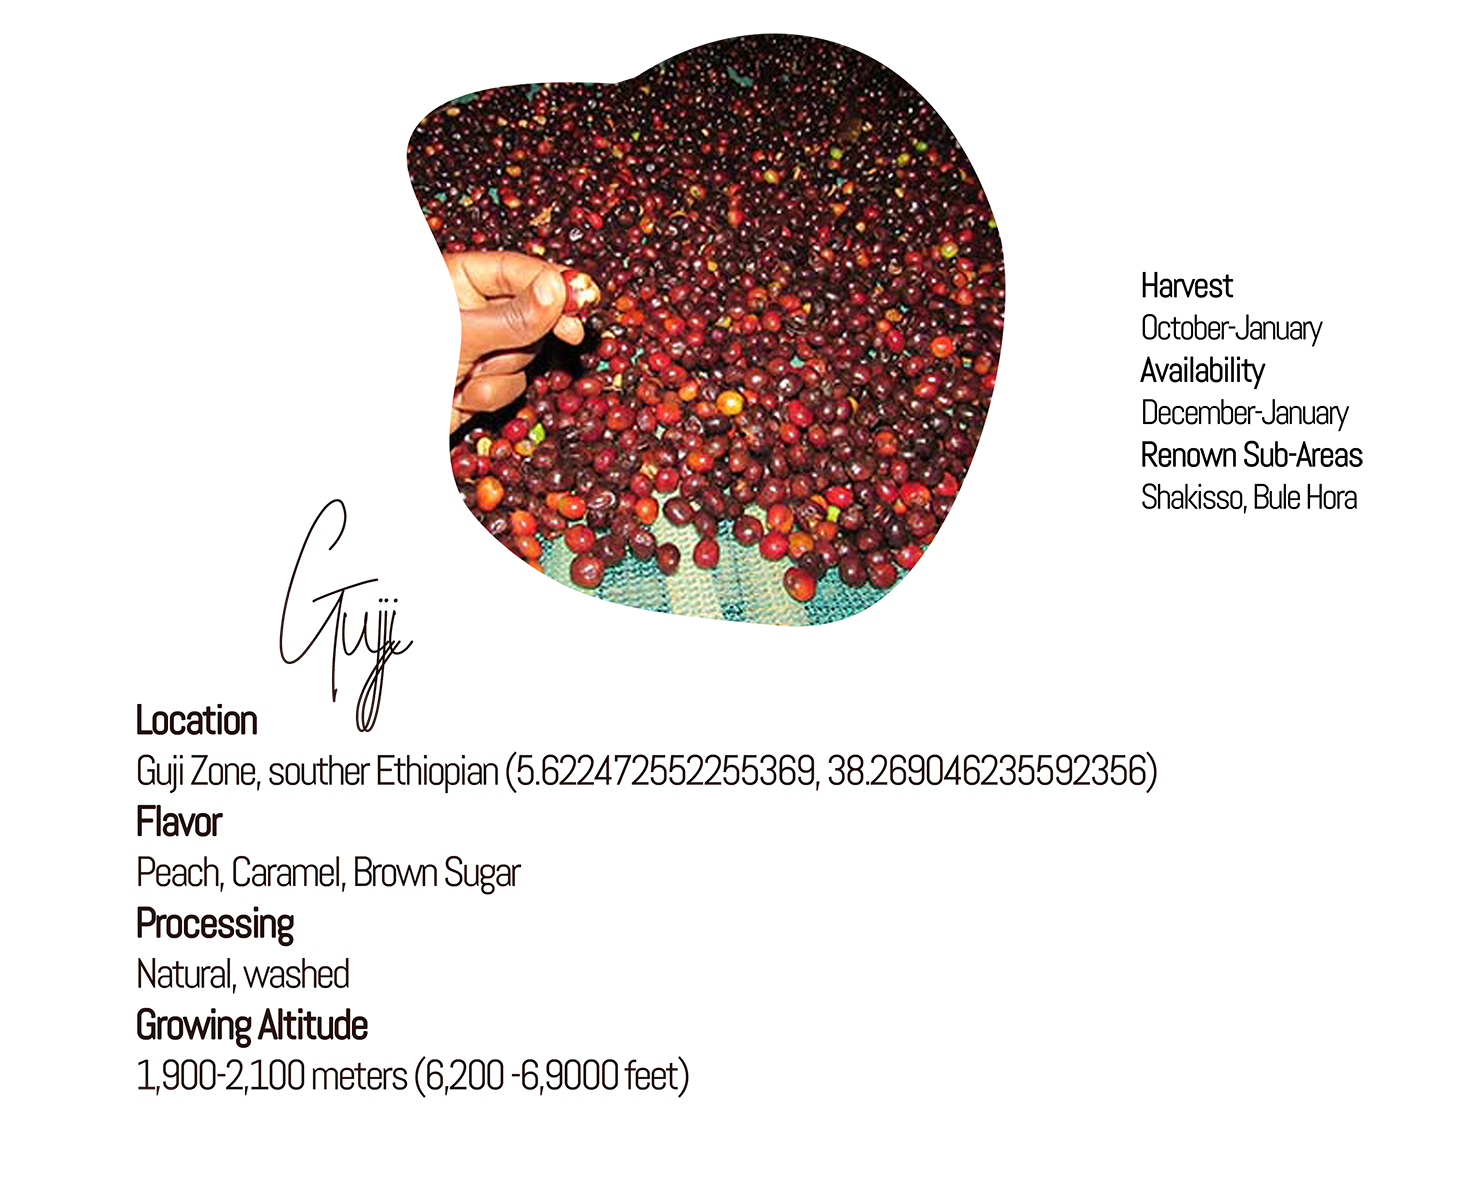 Harvest
October-January
Availability
December-January
Renown Sub-Areas
Shakisso, Bule Hora
Guji
Location
Guji Zone, souther Ethiopian (5.622472552255369, 38.269046235592356)
Flavor
Peach, Caramel, Brown Sugar
Processing
Natural, washed
Growing Altitude
1,900-2,100 meters (6,200 -6,9000 feet)